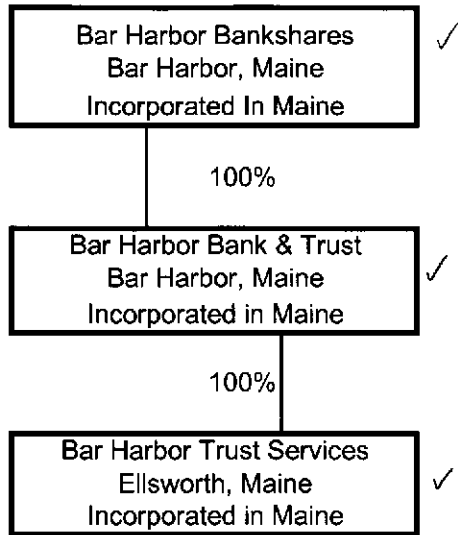 Bar Harbor Bankshares
Bar Harbor, Maine
Incorporated In Maine
100%
Bar Harbor Bank & Trust
Bar Harbor, Maine
Incorporated in Maine
100%
Bar Harbor Trust Services
Ellsworth, Maine
Incorporated in Maine